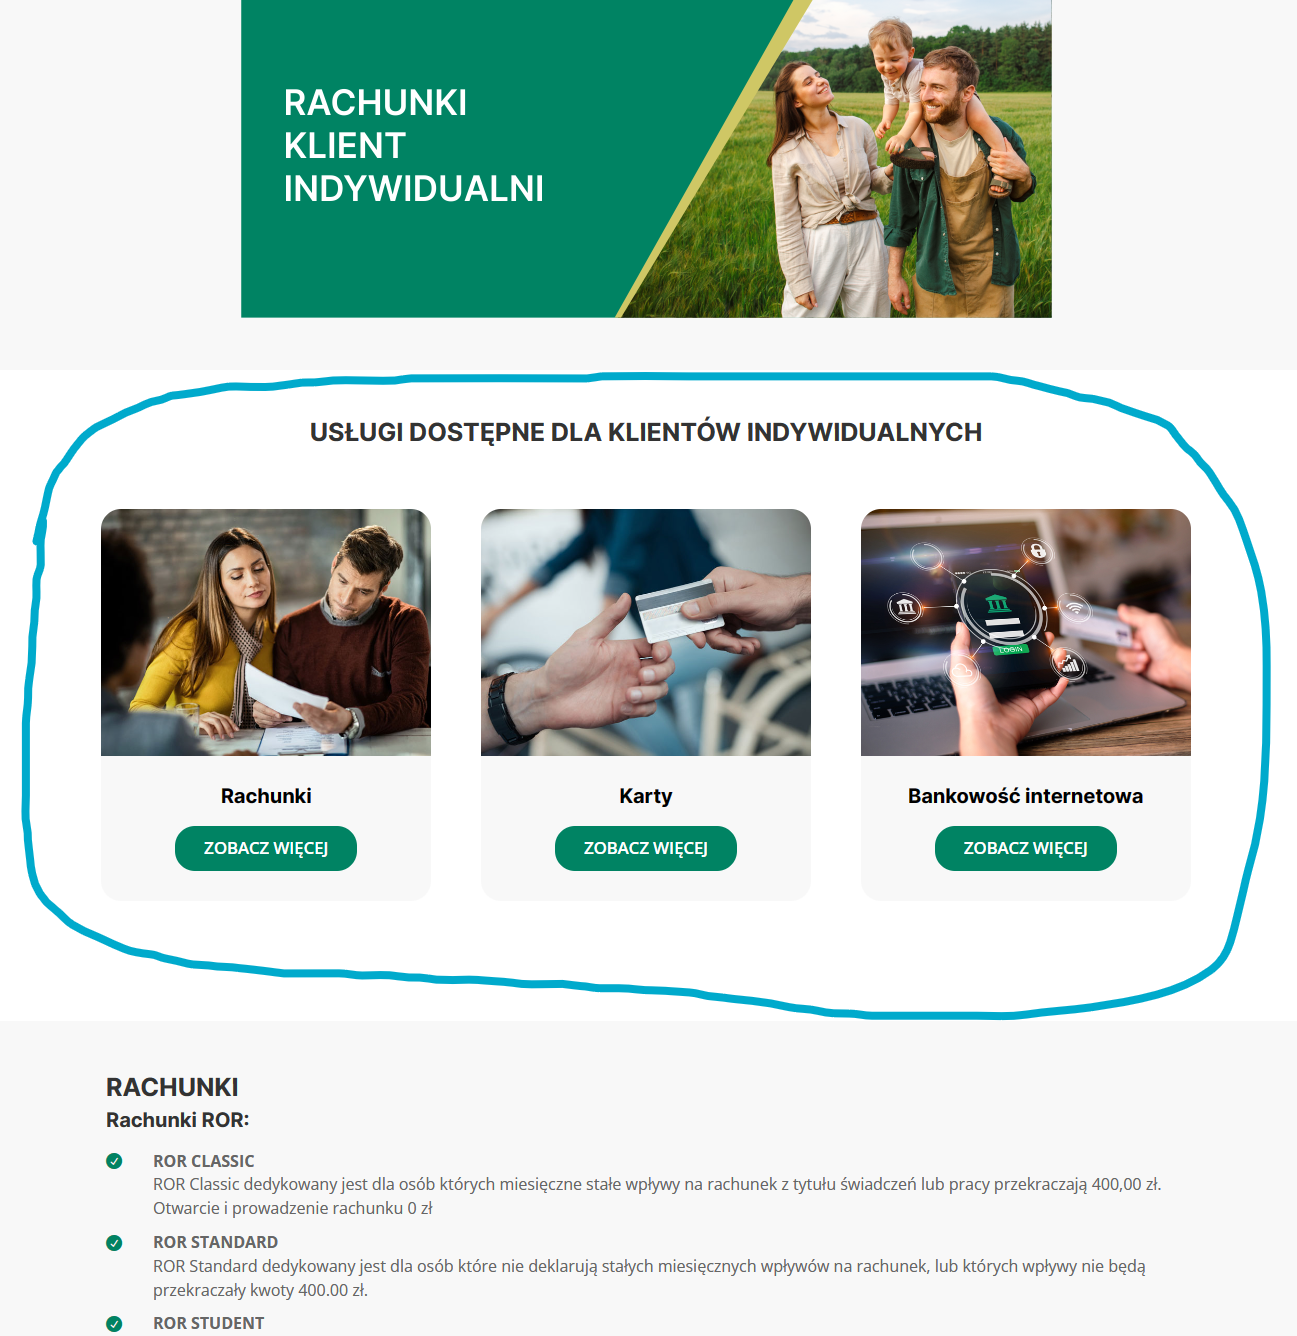 RACHUNKI
KLIENT
INDYWIDUALNI
USŁUGI DOSTĘPNE DLA KLIENTÓW INDYWIDUALNYCH
LOGIN
Rachunki
Karty
Bankowość internetowa
ZOBACZ WIĘCEJ
ZOBACZ WIĘCEJ
ZOBACZ WIĘCEJ
RACHUNKI
Rachunki ROR:
ROR CLASSIC
ROR Classic dedykowany jest dla osób których miesięczne stałe wpływy na rachunek z tytułu świadczeń lub pracy przekraczają 400,00 zł.
Otwarcie i prowadzenie rachunku 0 zł
ROR STANDARD
ROR Standard dedykowany jest dla osób które nie deklarują stałych miesięcznych wpływów na rachunek, lub których wpływy nie będą
przekraczały kwoty 400.00 zł.
ROR STUDENT